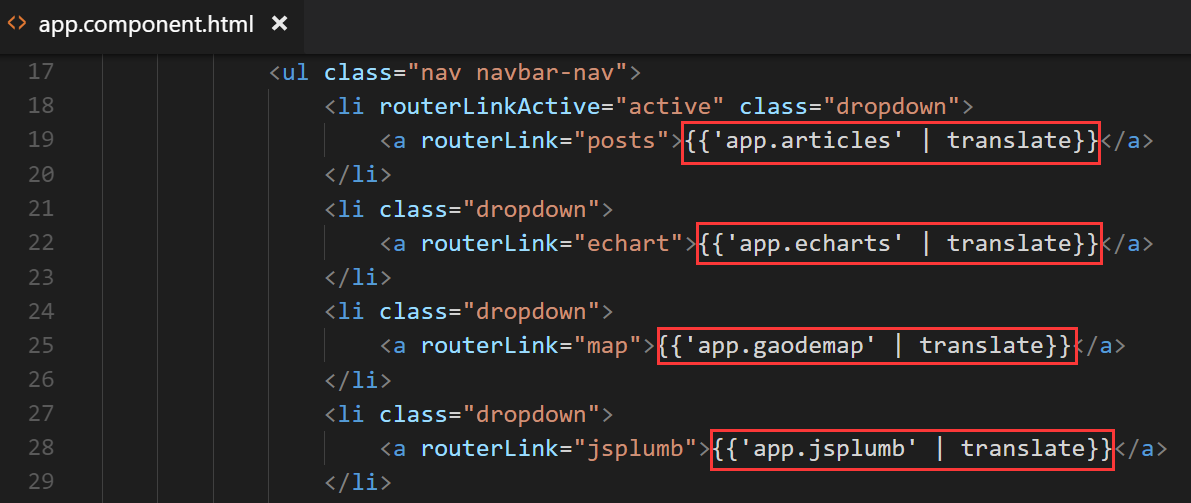 app.component.html
17 <ul class="nav navbar-nav">
18 <li routerLinkActive="active" class="dropdown">
19 <a routerLink="posts">{{'app.articles' | translate}}</a>
20 </li>
21 <li class="dropdown">
22 <a routerLink="echart">{{'app.echarts' | translate}}</a>
23 </li>
24 <li class="dropdown">
25 <a routerLink="map">{{'app.gaodemap' | translate}}</a>
26 </li>
27 <li class="dropdown">
28 <a routerLink="jsplumb">{{'app.jsplumb' | translate}}</a>
29 </li>